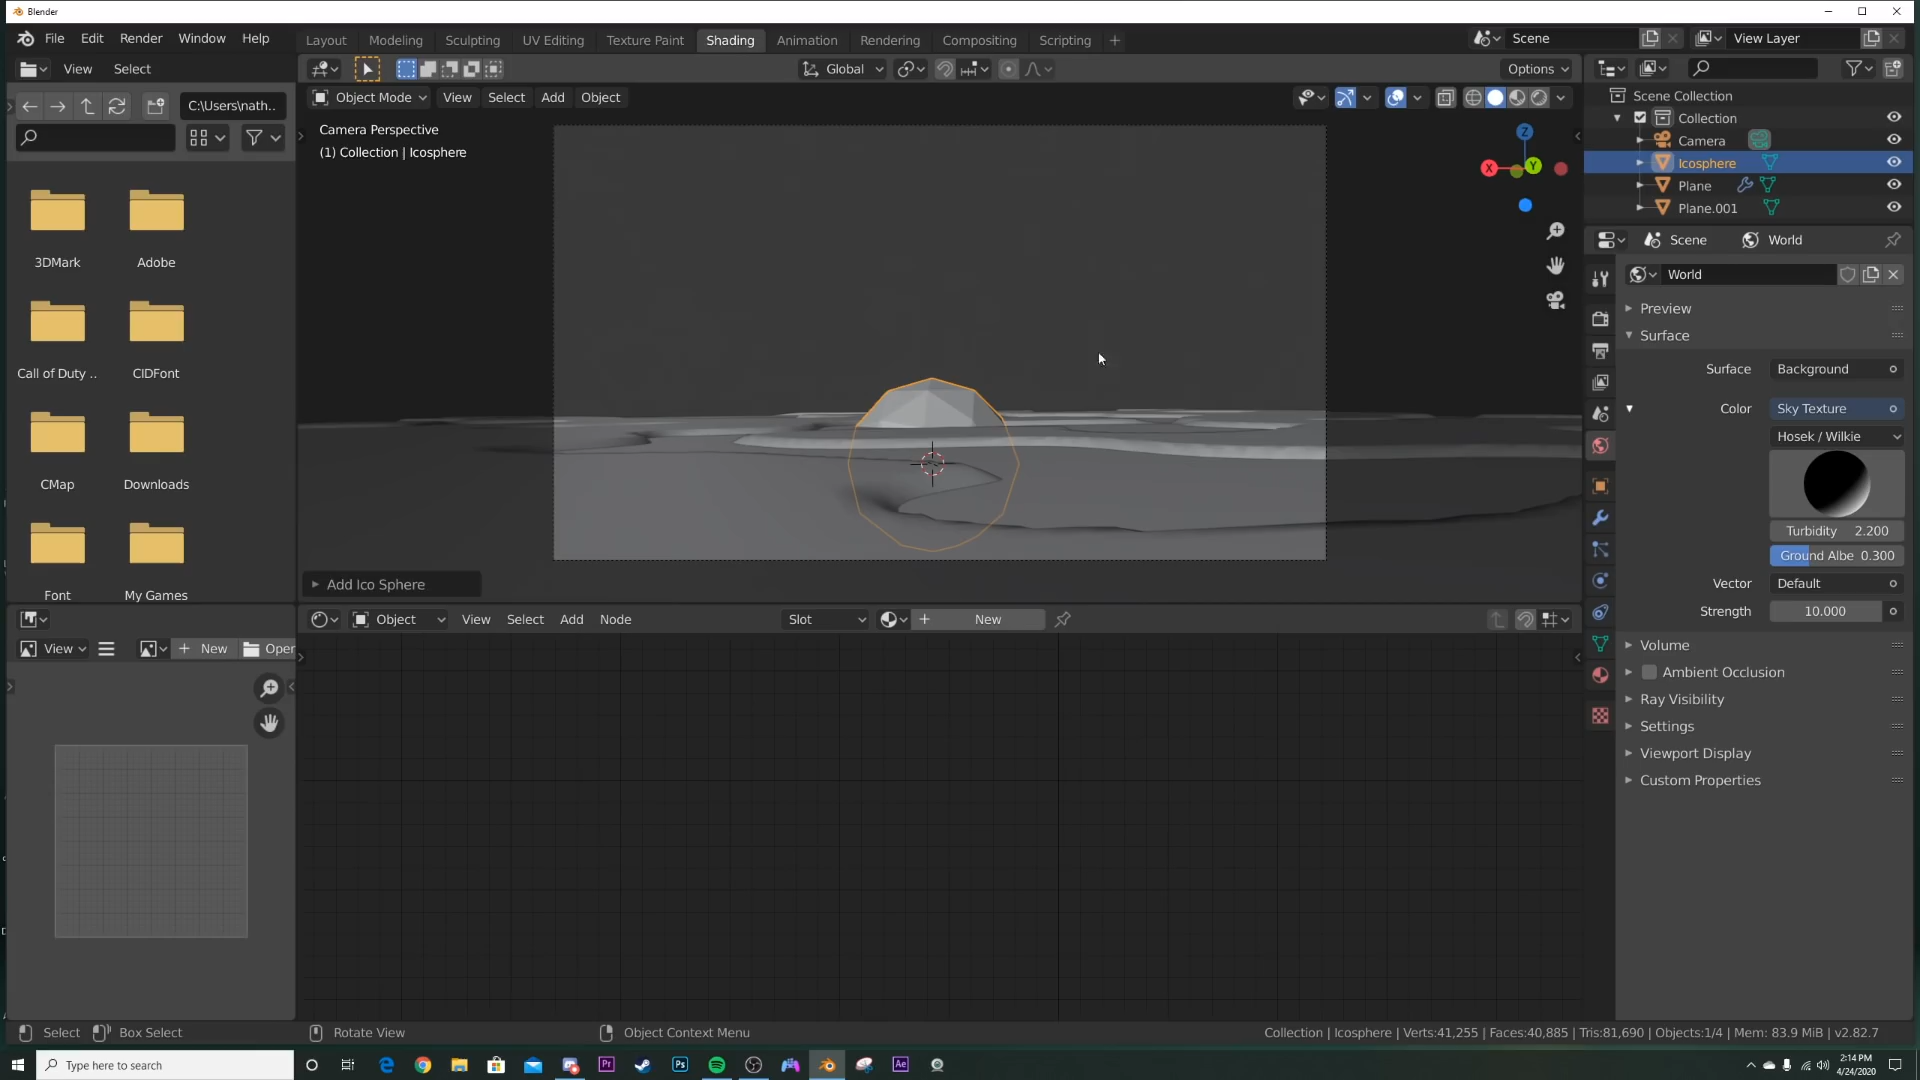 Blender
File Edit Render Window Help
Layout Modeling Sculpting UV Editing Texture Paint Shading Animation Rendering Compositing Scripting +
Scene
View Layer
View Select
Global
Options
C:\Users\nath..
Object Mode View Select Add Object
Camera Perspective
(1) Collection | Icosphere
Z
X
Y
3DMark Adobe
Call of Duty .. CIDFont
CMap Downloads
Font My Games
Add Ico Sphere
Scene Collection
Collection
Camera
Icosphere
Plane
Plane.001
Scene World
World
Preview
Surface
Surface Background
Color Sky Texture
Hosek / Wilkie
Turbidity 2.200
Ground Albe 0.300
Vector Default
Strength 10.000
Volume
Ambient Occlusion
Ray Visibility
Settings
Viewport Display
Custom Properties
Object View Select Add Node
Slot
+ New
View + New Oper
Select Box Select Rotate View Object Context Menu
Collection | Icosphere | Verts:41,255 | Faces:40,885 | Tris:81,690 | Objects:1/4 | Mem: 83.9 MiB | v2.82.7
Type here to search
Pr
Ps
Ae
2:14 PM
4/24/2020